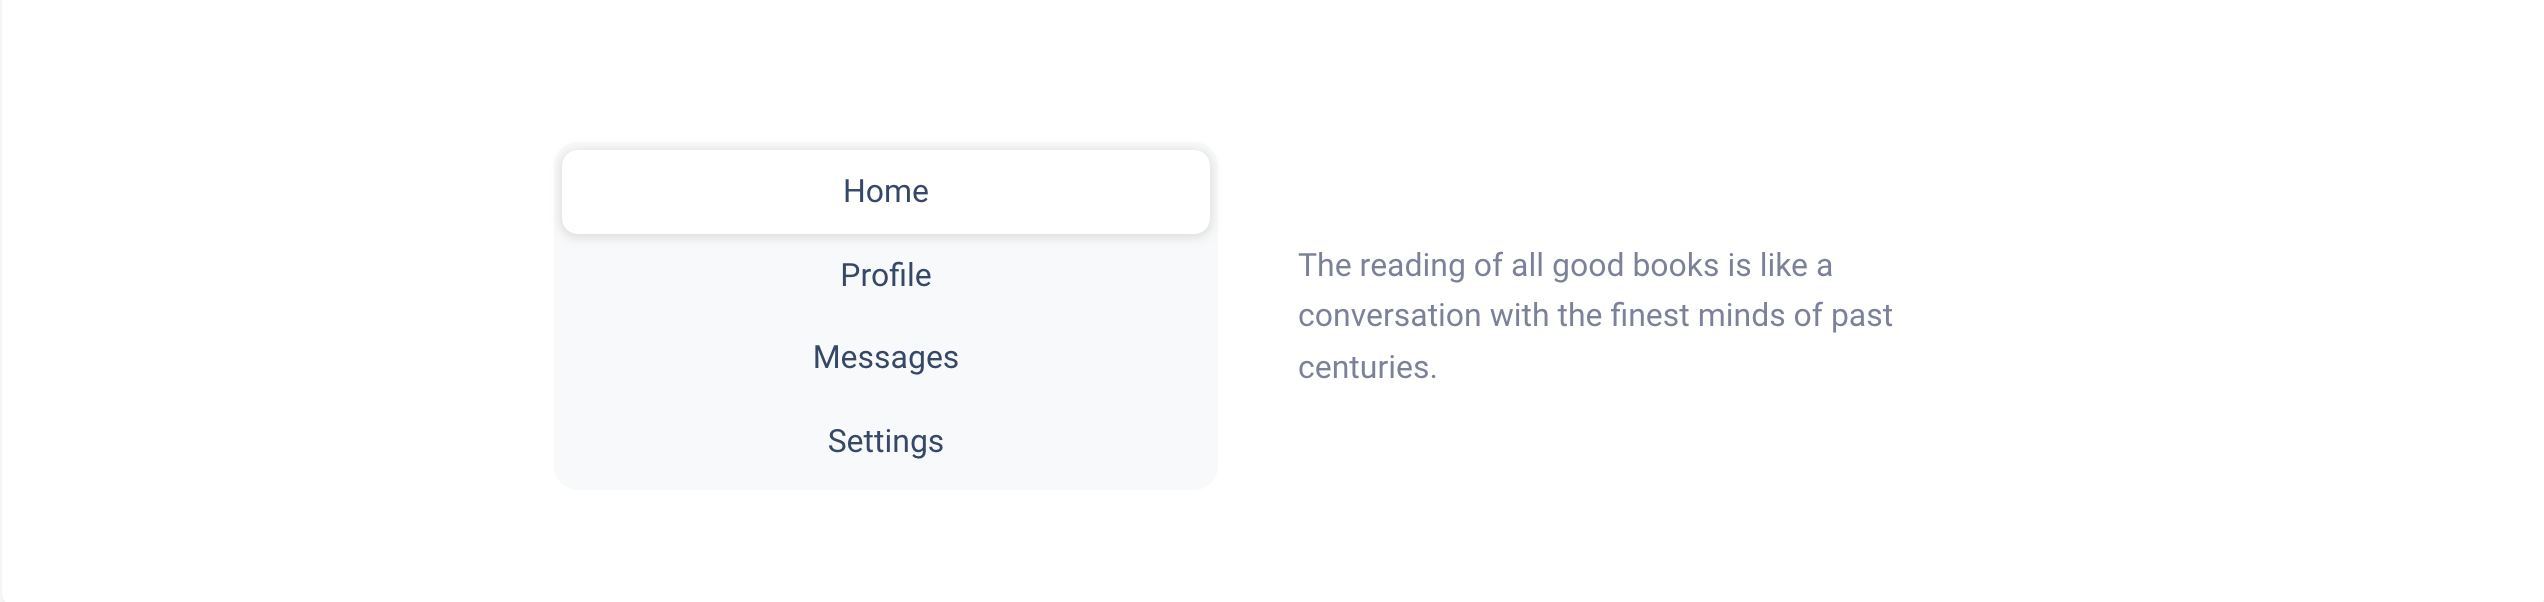 Home
Profile
Messages
Settings
The reading of all good books is like a
conversation with the finest minds of past
centuries.